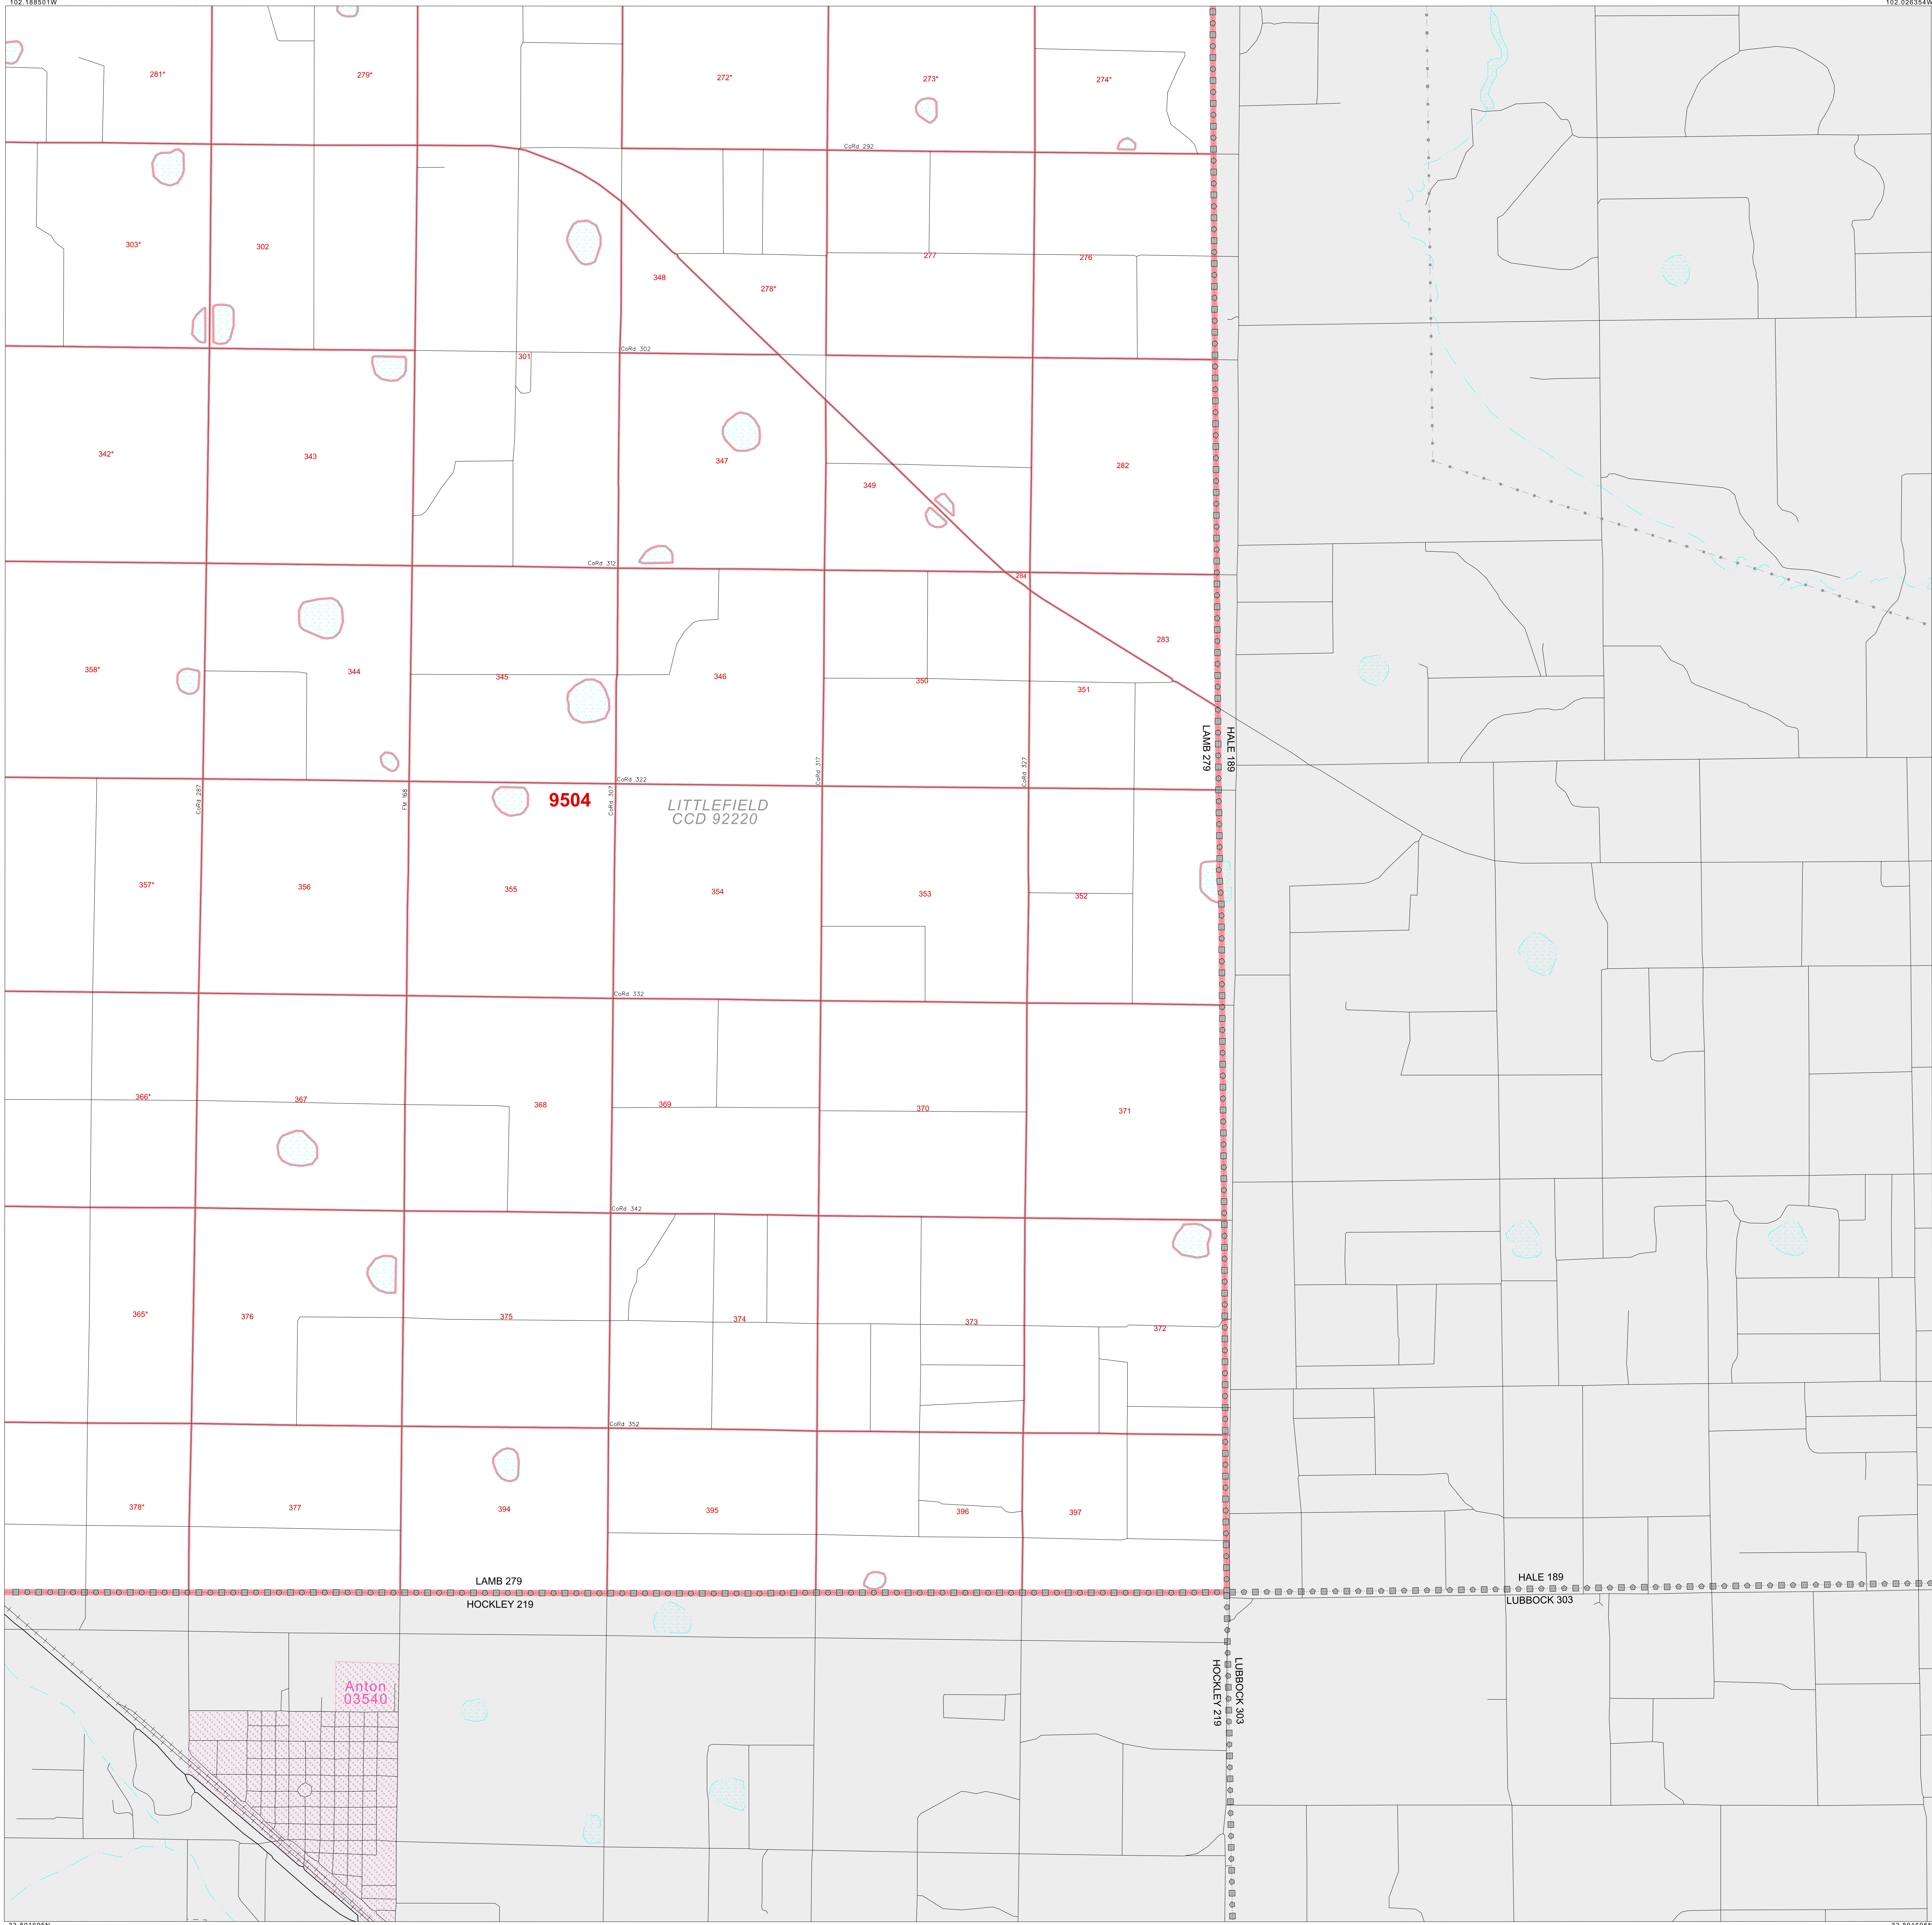 102.188501W
102.026354W
281*
279*
272*
273*
274*
CoRd 292
303*
302
348
278*
277
276
301
CoRd 302
342*
343
347
349
282
CoRd 312
284
358*
344
345
346
350
351
283
LAMB 279
HALE 189
CoRd 287
FM 168
CoRd 307
CoRd 317
CoRd 327
CoRd 322
9504
LITTLEFIELD
CCD 92220
357*
356
355
354
353
352
CoRd 332
366*
367
368
369
370
371
CoRd 342
365*
376
375
374
373
372
CoRd 352
378*
377
394
395
396
397
LAMB 279
HOCKLEY 219
HALE 189
LUBBOCK 303
HOCKLEY 219
LUBBOCK 303
Anton
03540